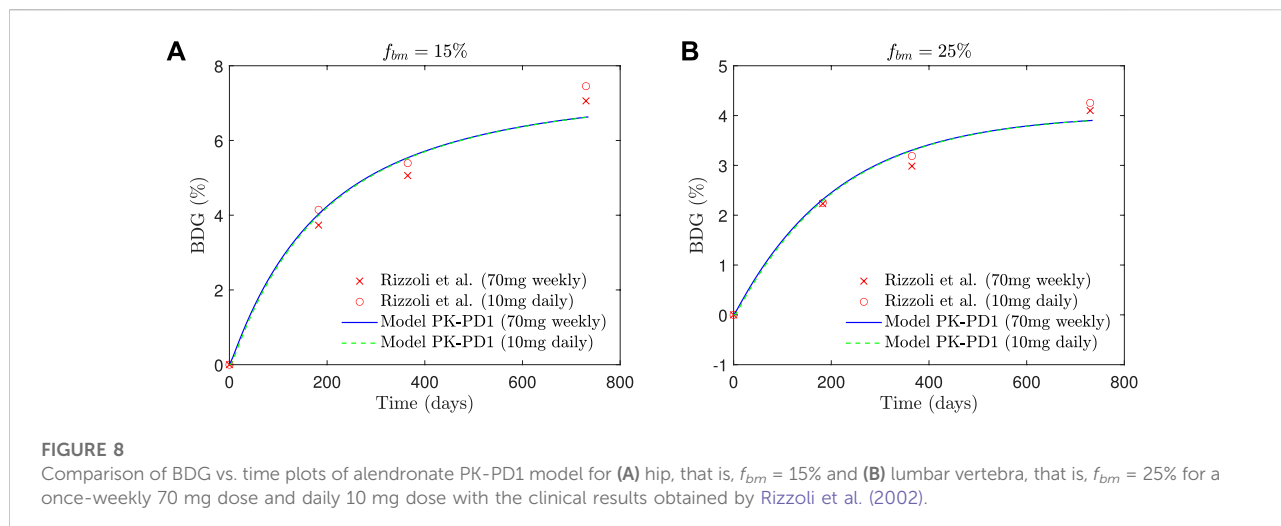 A
f_bm = 15%
BDG (%)
8
6
4
2
0
0 200 400 600 800
Time (days)
Rizzoli et al. (70mg weekly)
Rizzoli et al. (10mg daily)
Model PK-PD1 (70mg weekly)
Model PK-PD1 (10mg daily)
B
f_bm = 25%
BDG (%)
5
4
3
2
1
0
-1
0 200 400 600 800
Time (days)
Rizzoli et al. (70mg weekly)
Rizzoli et al. (10mg daily)
Model PK-PD1 (70mg weekly)
Model PK-PD1 (10mg daily)
FIGURE 8
Comparison of BDG vs. time plots of alendronate PK-PD1 model for (A) hip, that is, f_bm = 15% and (B) lumbar vertebra, that is, f_bm = 25% for a
once-weekly 70 mg dose and daily 10 mg dose with the clinical results obtained by Rizzoli et al. (2002).